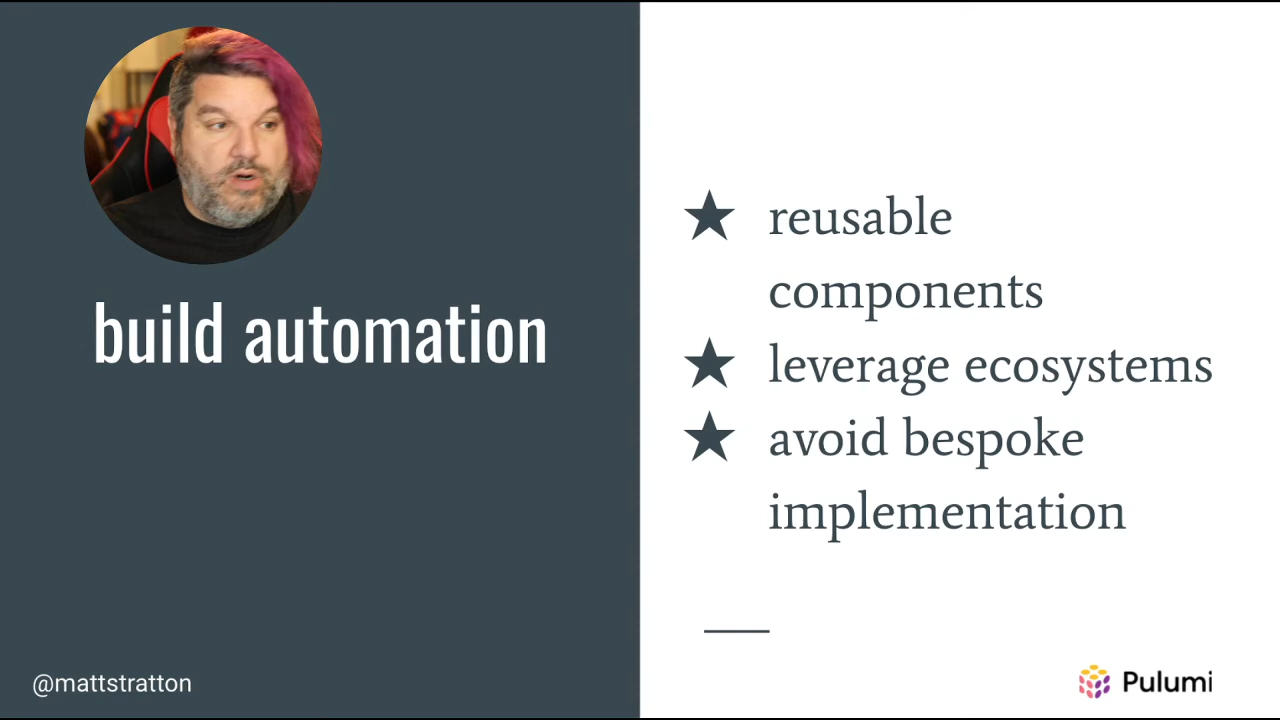 build automation
reusable
components
leverage ecosystems
avoid bespoke
implementation
@mattstratton
Pulumi